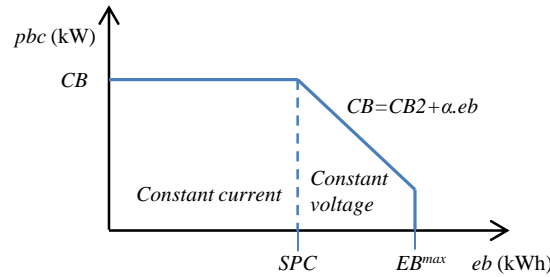 pbc (kW)
CB
CB=CB2+α.eb
Constant current
Constant
voltage
SPC
EBmax
eb (kWh)